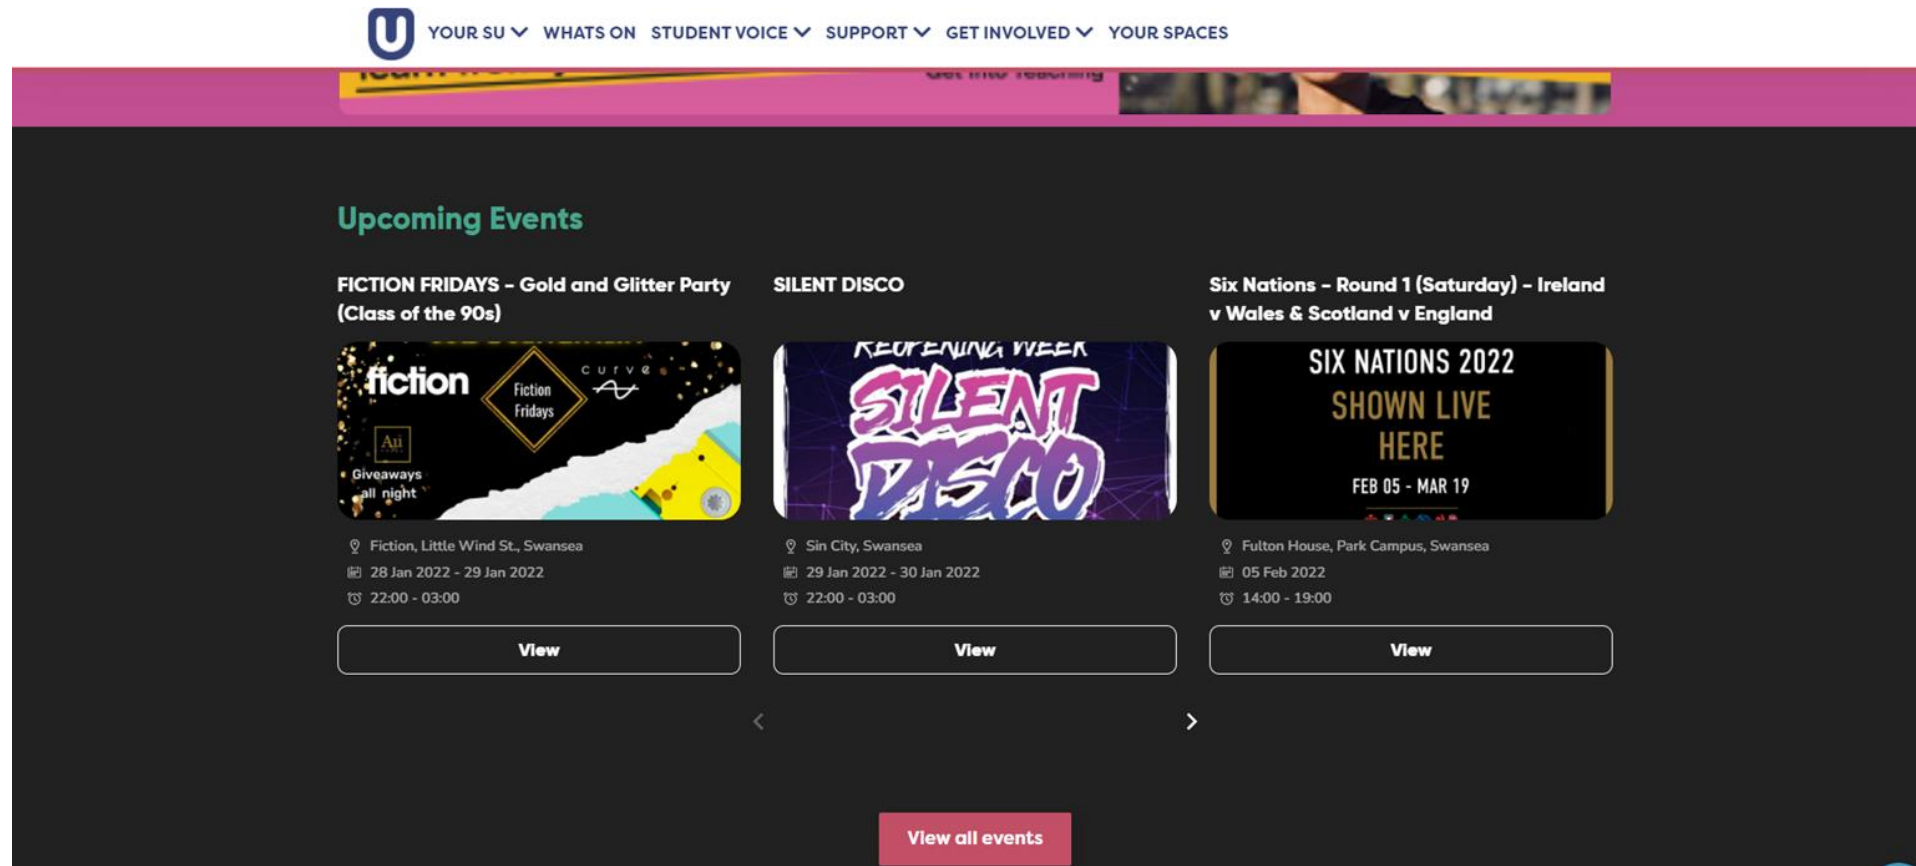 U
YOUR SU WHATS ON STUDENT VOICE SUPPORT GET INVOLVED YOUR SPACES
Get Into Teaching
Upcoming Events
FICTION FRIDAYS - Gold and Glitter Party
(Class of the 90s)
fiction
Fiction
Fridays
curve
Giveaways
all night
Fiction, Little Wind St., Swansea
28 Jan 2022 - 29 Jan 2022
22:00 - 03:00
View
SILENT DISCO
REOPENING WEEK
SILENT
DISCO
Sin City, Swansea
29 Jan 2022 - 30 Jan 2022
22:00 - 03:00
View
Six Nations - Round 1 (Saturday) - Ireland
v Wales & Scotland v England
SIX NATIONS 2022
SHOWN LIVE
HERE
FEB 05 - MAR 19
Fulton House, Park Campus, Swansea
05 Feb 2022
14:00 - 19:00
View
View all events